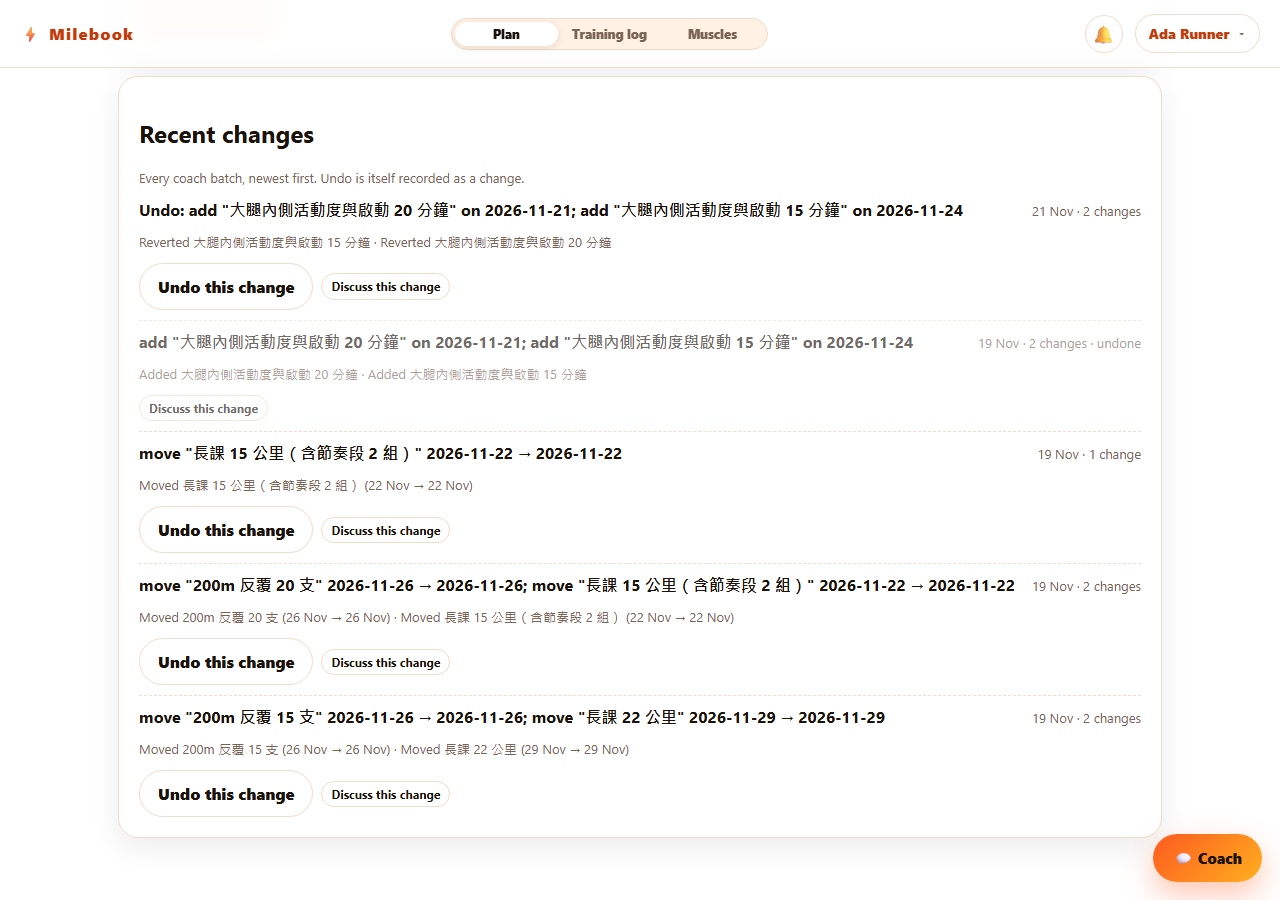 Milebook
Plan
Training log
Muscles
Ada Runner
Recent changes
Every coach batch, newest first. Undo is itself recorded as a change.
Undo: add "大腿內側活動度與啟動 20 分鐘" on 2026-11-21; add "大腿內側活動度與啟動 15 分鐘" on 2026-11-24
21 Nov · 2 changes
Reverted 大腿內側活動度與啟動 15 分鐘 · Reverted 大腿內側活動度與啟動 20 分鐘
Undo this change
Discuss this change
add "大腿內側活動度與啟動 20 分鐘" on 2026-11-21; add "大腿內側活動度與啟動 15 分鐘" on 2026-11-24
19 Nov · 2 changes · undone
Added 大腿內側活動度與啟動 20 分鐘 · Added 大腿內側活動度與啟動 15 分鐘
Discuss this change
move "長課 15 公里（含節奏段 2 組）" 2026-11-22 → 2026-11-22
19 Nov · 1 change
Moved 長課 15 公里（含節奏段 2 組） (22 Nov → 22 Nov)
Undo this change
Discuss this change
move "200m 反覆 20 支" 2026-11-26 → 2026-11-26; move "長課 15 公里（含節奏段 2 組）" 2026-11-22 → 2026-11-22
19 Nov · 2 changes
Moved 200m 反覆 20 支 (26 Nov → 26 Nov) · Moved 長課 15 公里（含節奏段 2 組） (22 Nov → 22 Nov)
Undo this change
Discuss this change
move "200m 反覆 15 支" 2026-11-26 → 2026-11-26; move "長課 22 公里" 2026-11-29 → 2026-11-29
19 Nov · 2 changes
Moved 200m 反覆 15 支 (26 Nov → 26 Nov) · Moved 長課 22 公里 (29 Nov → 29 Nov)
Undo this change
Discuss this change
Coach